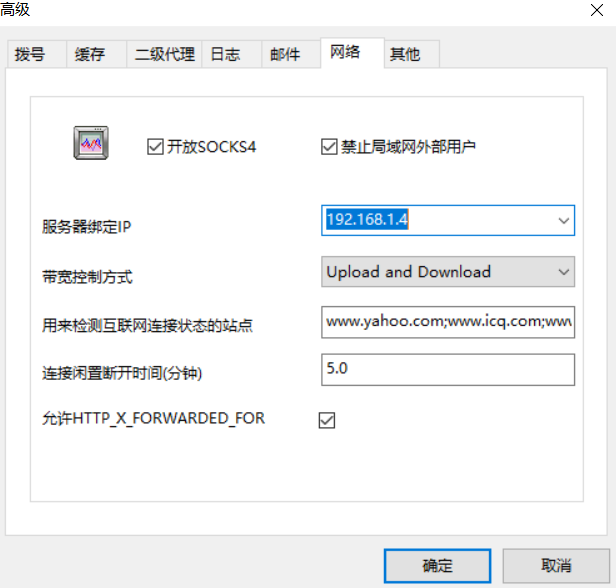 高级
拨号 缓存 二级代理 日志 邮件 网络 其他
开放SOCKS4 禁止局域网外部用户
服务器绑定IP 192.168.1.4
带宽控制方式 Upload and Download
用来检测互联网连接状态的站点 www.yahoo.com;www.icq.com;ww
连接闲置断开时间(分钟) 5.0
允许HTTP_X_FORWARDED_FOR
确定 取消